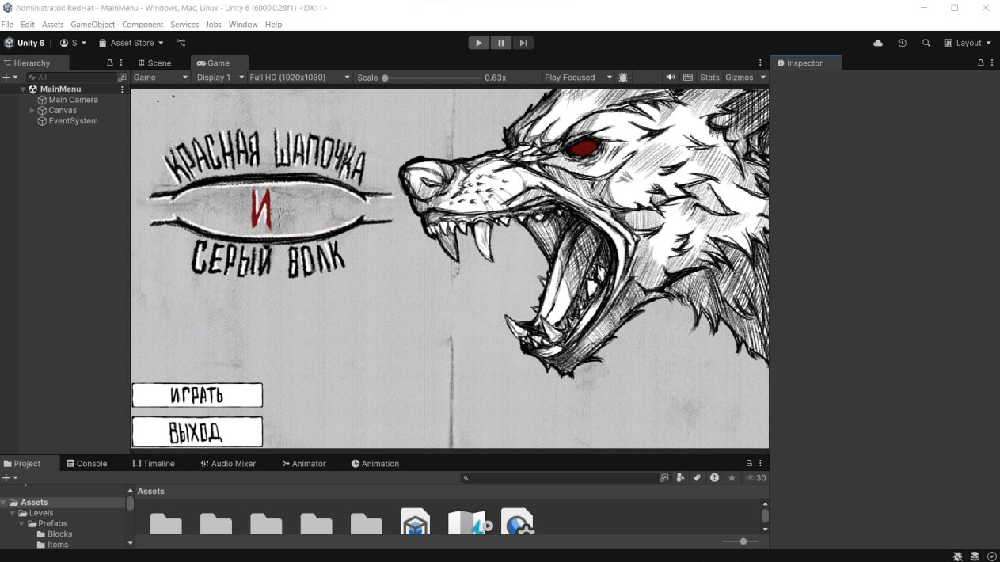 Administrator: RedHat - MainMenu - Windows, Mac, Linux - Unity 6 (6000.0.28f1) <DX11>
File Edit Assets GameObject Component Services Jobs Window Help
Unity 6 S Asset Store Layout
Hierarchy Scene Game Inspector
All Game Display 1 Full HD (1920x1080) Scale 0.63x Play Focused Stats Gizmos
MainMenu
Main Camera
Canvas
EventSystem
КРАСНАЯ ШАПОЧКА
И
СЕРЫЙ ВОЛК
ИГРАТЬ
ВЫХОД
Project Console Timeline Audio Mixer Animator Animation
30
Assets
Assets
Levels
Prefabs
Blocks
Items